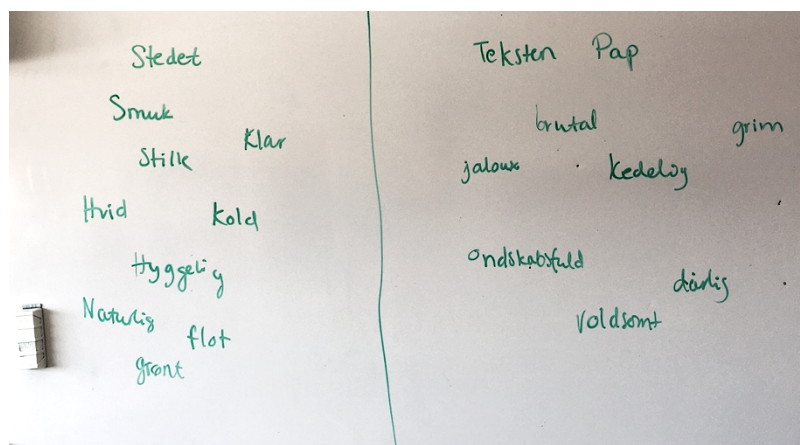 Stedet
Smuk
Klar
Stille
Hvid
Kold
Hyggelig
Naturlig
flot
grønt
Teksten Pap
brutal
grim
jaloux
kedelig
ondskabsfuld
dårlig
voldsomt